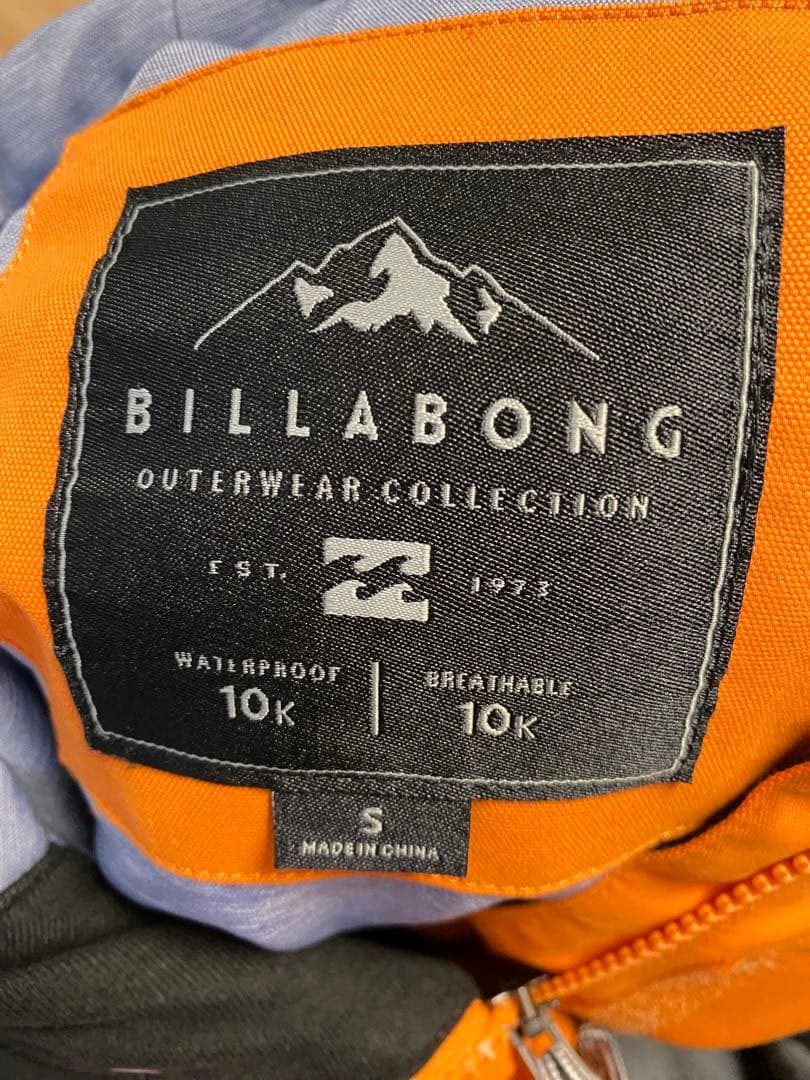 BILLABONG
OUTERWEAR COLLECTION
EST. 1973
WATERPROOF BREATHABLE
10K 10K
S
MADE IN CHINA